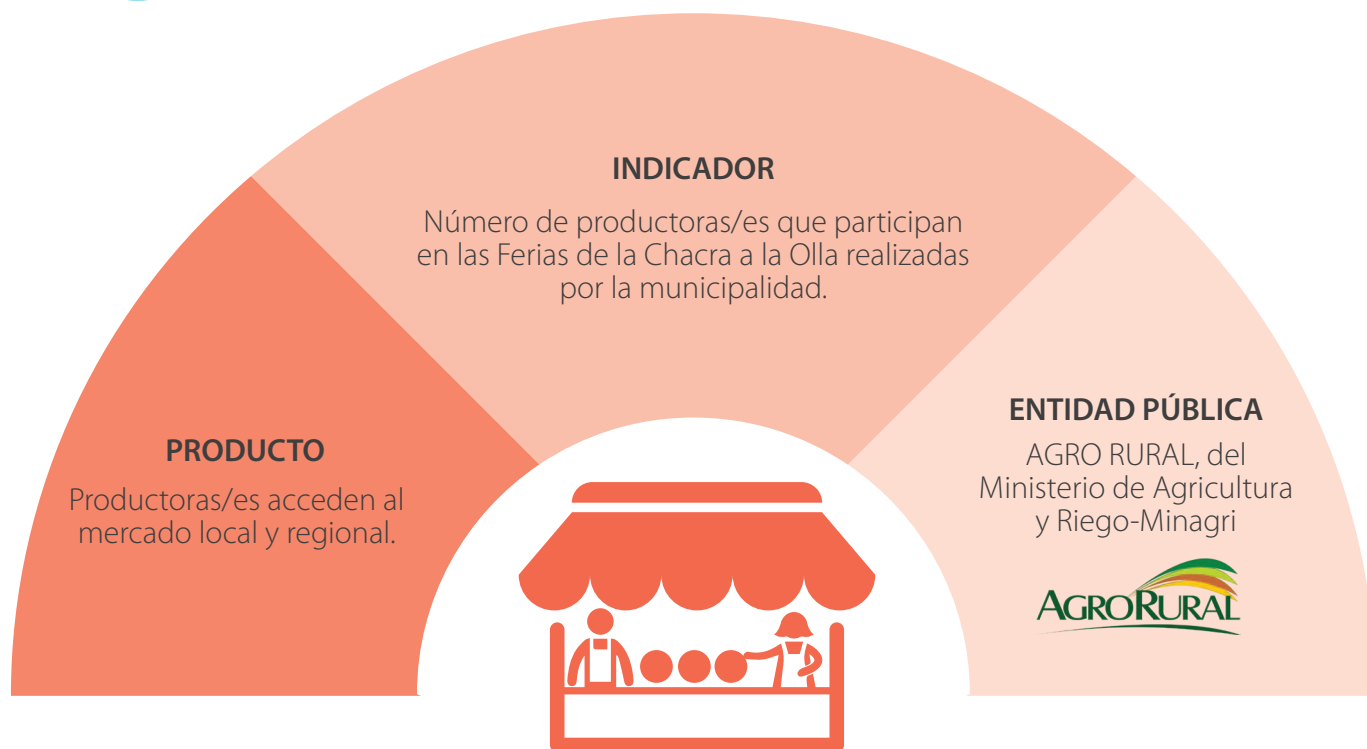 INDICADOR
Número de productoras/es que participan
en las Ferias de la Chacra a la Olla realizadas
por la municipalidad.
PRODUCTO
Productoras/es acceden al
mercado local y regional.
ENTIDAD PÚBLICA
AGRO RURAL, del
Ministerio de Agricultura
y Riego-Minagri
AGRORURAL